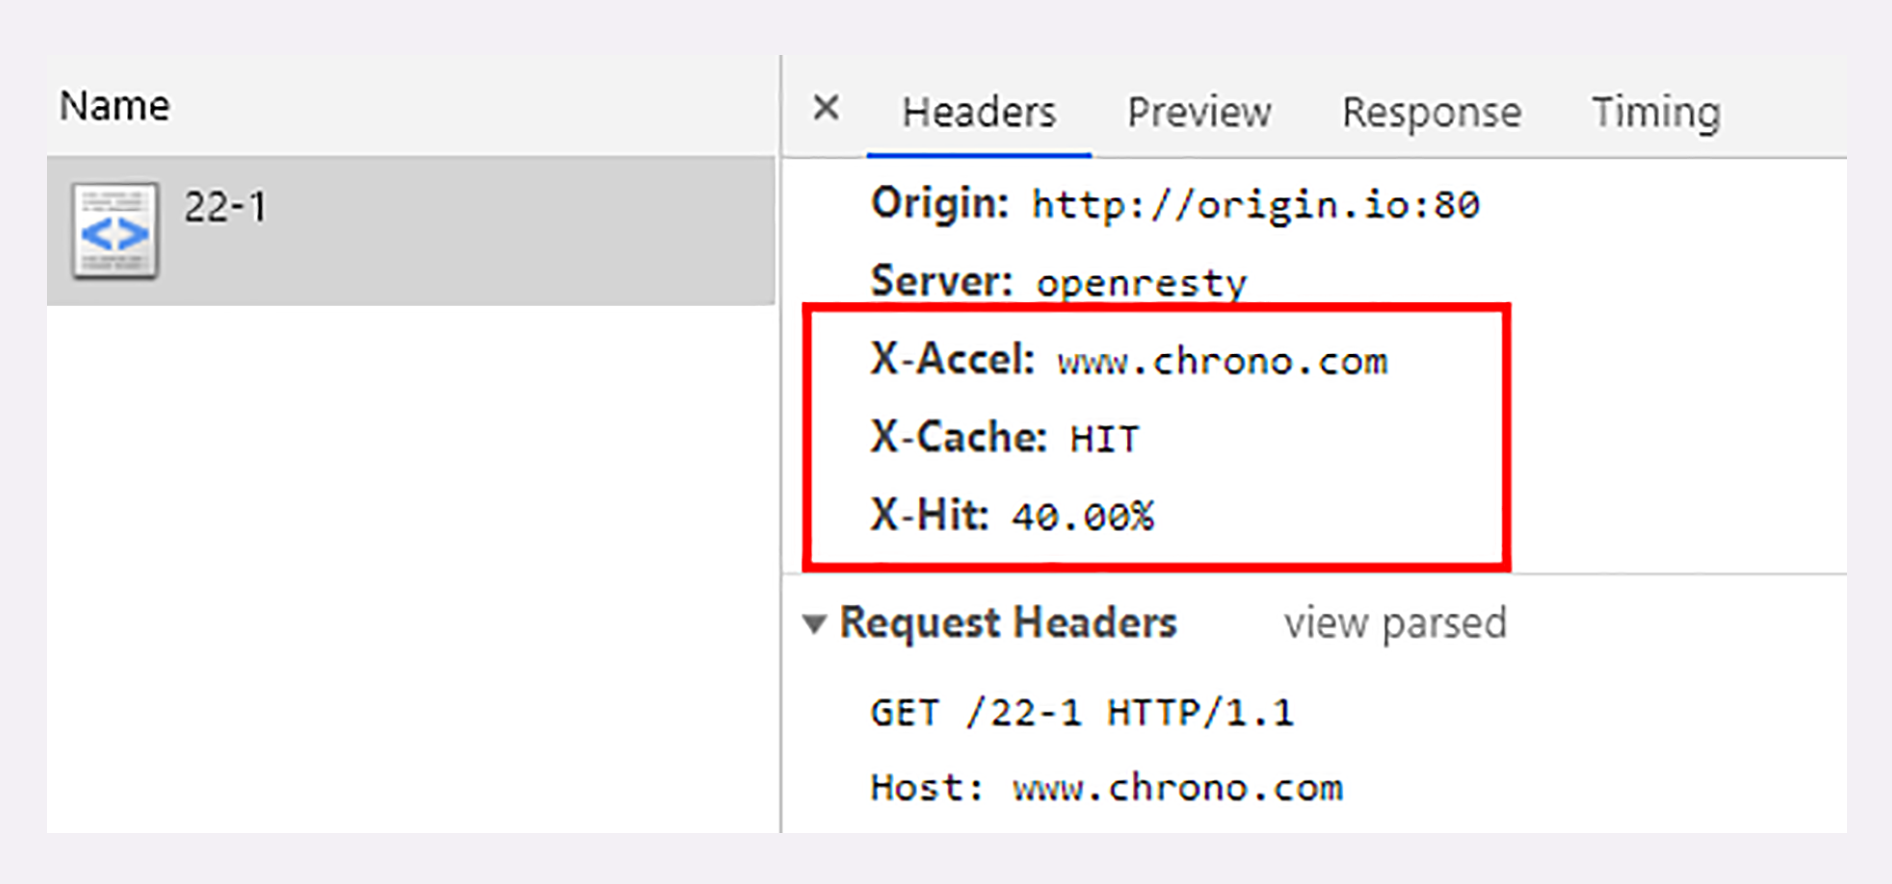 Name
22-1
× Headers Preview Response Timing
Origin: http://origin.io:80
Server: openresty
X-Accel: www.chrono.com
X-Cache: HIT
X-Hit: 40.00%
▼ Request Headers view parsed
GET /22-1 HTTP/1.1
Host: www.chrono.com